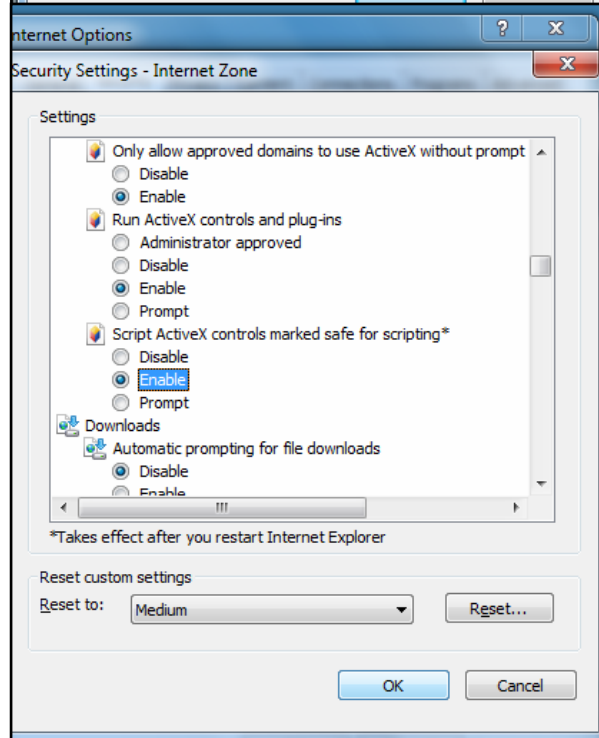 nternet Options
Security Settings - Internet Zone
Settings
Only allow approved domains to use ActiveX without prompt
Disable
Enable
Run ActiveX controls and plug-ins
Administrator approved
Disable
Enable
Prompt
Script ActiveX controls marked safe for scripting*
Disable
Enable
Prompt
Downloads
Automatic prompting for file downloads
Disable
Enable
*Takes effect after you restart Internet Explorer
Reset custom settings
Reset to: Medium Reset...
OK Cancel